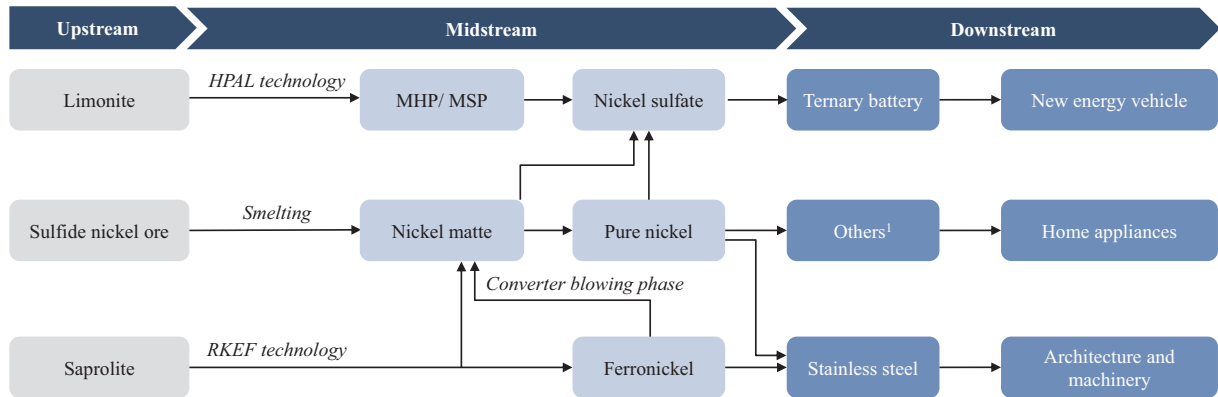 Upstream
Midstream
Downstream
Limonite
HPAL technology
MHP/ MSP
Nickel sulfate
Ternary battery
New energy vehicle
Sulfide nickel ore
Smelting
Nickel matte
Pure nickel
Others¹
Home appliances
Converter blowing phase
Saprolite
RKEF technology
Ferronickel
Stainless steel
Architecture and
machinery